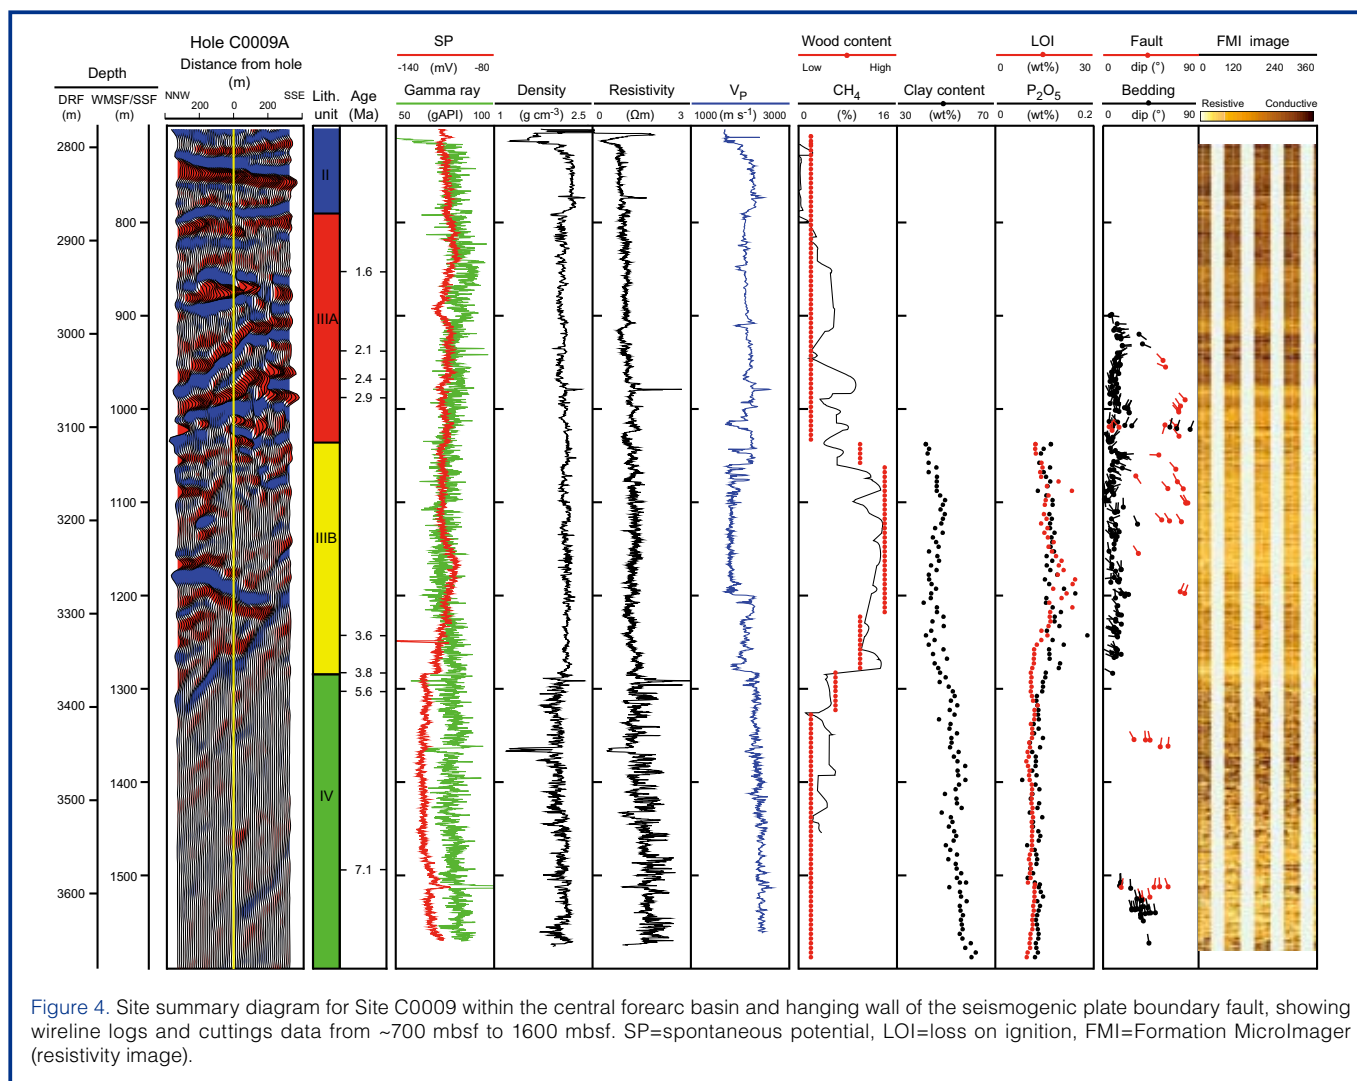 Hole C0009A
Distance from hole
(m)
NNW SSE
200 0 200
Depth
DRF WMSF/SSF
(m) (m)
Lith. unit
Age (Ma)
SP
-140 (mV) -80
Gamma ray
50 (gAPI) 100
Density
1 (g cm⁻³) 2.5
Resistivity
0 (Ωm) 3
VP
1000 (m s⁻¹) 3000
Wood content
Low High
CH4
0 (%) 16
Clay content
30 (wt%) 70
LOI
0 (wt%) 30
P2O5
0 (wt%) 0.2
Fault
0 dip (°) 90
Bedding
0 dip (°) 90
FMI image
0 120 240 360
Resistive Conductive
2800
2900
3000
3100
3200
3300
3400
3500
3600
800
900
1000
1100
1200
1300
1400
1500
II
IIIA
IIIB
IV
1.6
2.1
2.4
2.9
3.6
3.8
5.6
7.1
Figure 4. Site summary diagram for Site C0009 within the central forearc basin and hanging wall of the seismogenic plate boundary fault, showing
wireline logs and cuttings data from ~700 mbsf to 1600 mbsf. SP=spontaneous potential, LOI=loss on ignition, FMI=Formation MicroImager
(resistivity image).